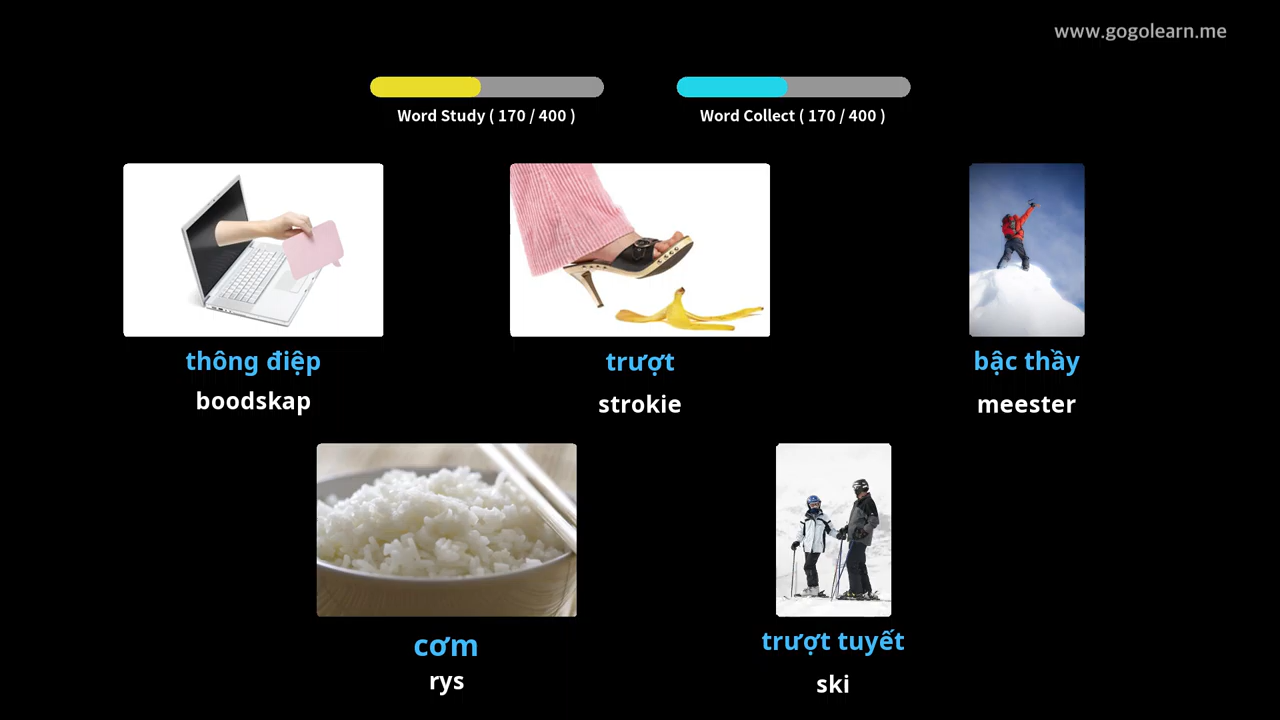 www.gogolearn.me
Word Study ( 170 / 400 )
Word Collect ( 170 / 400 )
thông điệp
boodskap
trượt
strokie
bậc thầy
meester
cơm
rys
trượt tuyết
ski